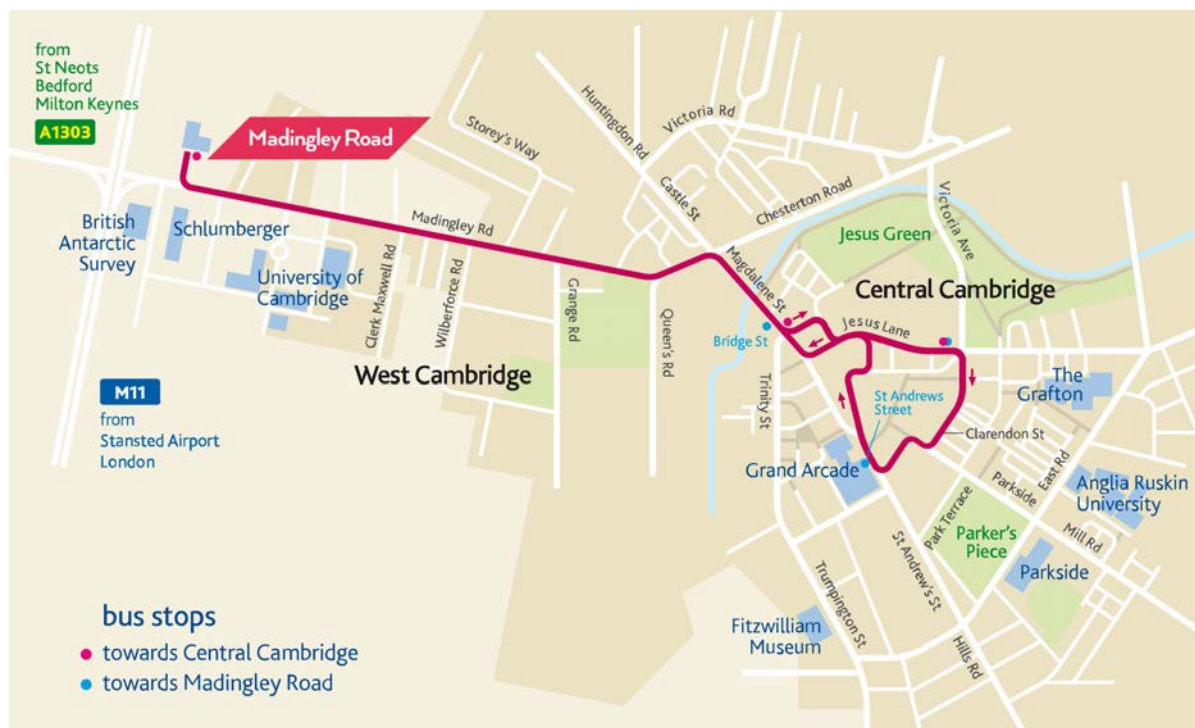 from
St Neots
Bedford
Milton Keynes
A1303
Madingley Road
Storey's Way
Huntingdon Rd
Victoria Rd
Castle St
Chesterton Road
Victoria Ave
British
Antarctic
Survey
Schlumberger
University of
Cambridge
Madingley Rd
Clerk Maxwell Rd
Wilberforce Rd
Grange Rd
Queen's Rd
Magdalene St
Jesus Green
Central Cambridge
Jesus Lane
Bridge St
West Cambridge
Trinity St
St Andrews
Street
The
Grafton
Clarendon St
M11
from
Stansted Airport
London
Grand Arcade
East Rd
Parkside
Anglia Ruskin
University
Park Terrace
Parker's
Piece
Mill Rd
Parkside
Trumpington St
St Andrew's St
Fitzwilliam
Museum
Hills Rd
bus stops
towards Central Cambridge
towards Madingley Road